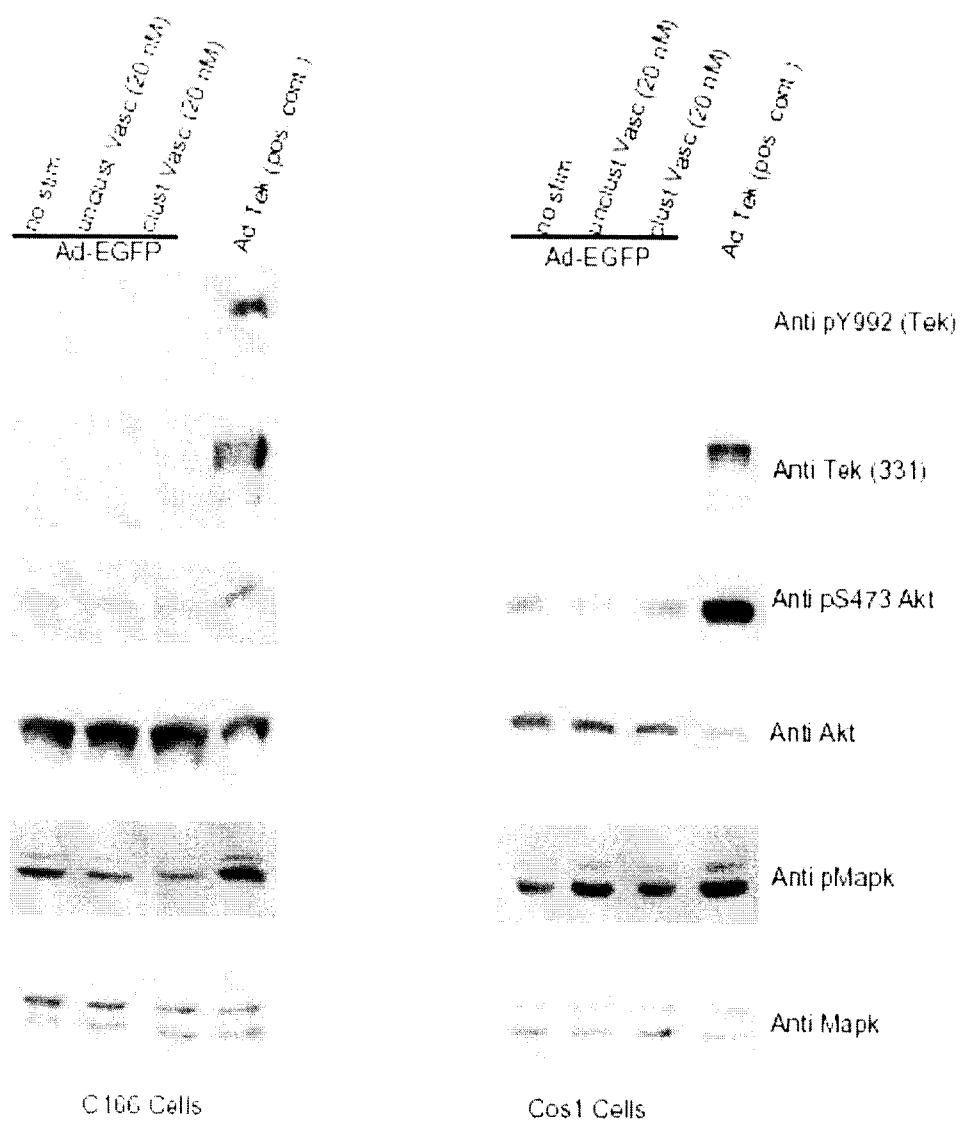 no stim
unclust Vasc (20 nM)
clust Vasc (20 nM)
Ad Tek (pos cont)
Ad-EGFP
no stim
unclust Vasc (20 nM)
clust Vasc (20 nM)
Ad Tek (pos cont)
Ad-EGFP
Anti pY992 (Tek)
Anti Tek (331)
Anti pS473 Akt
Anti Akt
Anti pMapk
Anti Mapk
C166 Cells
Cos1 Cells